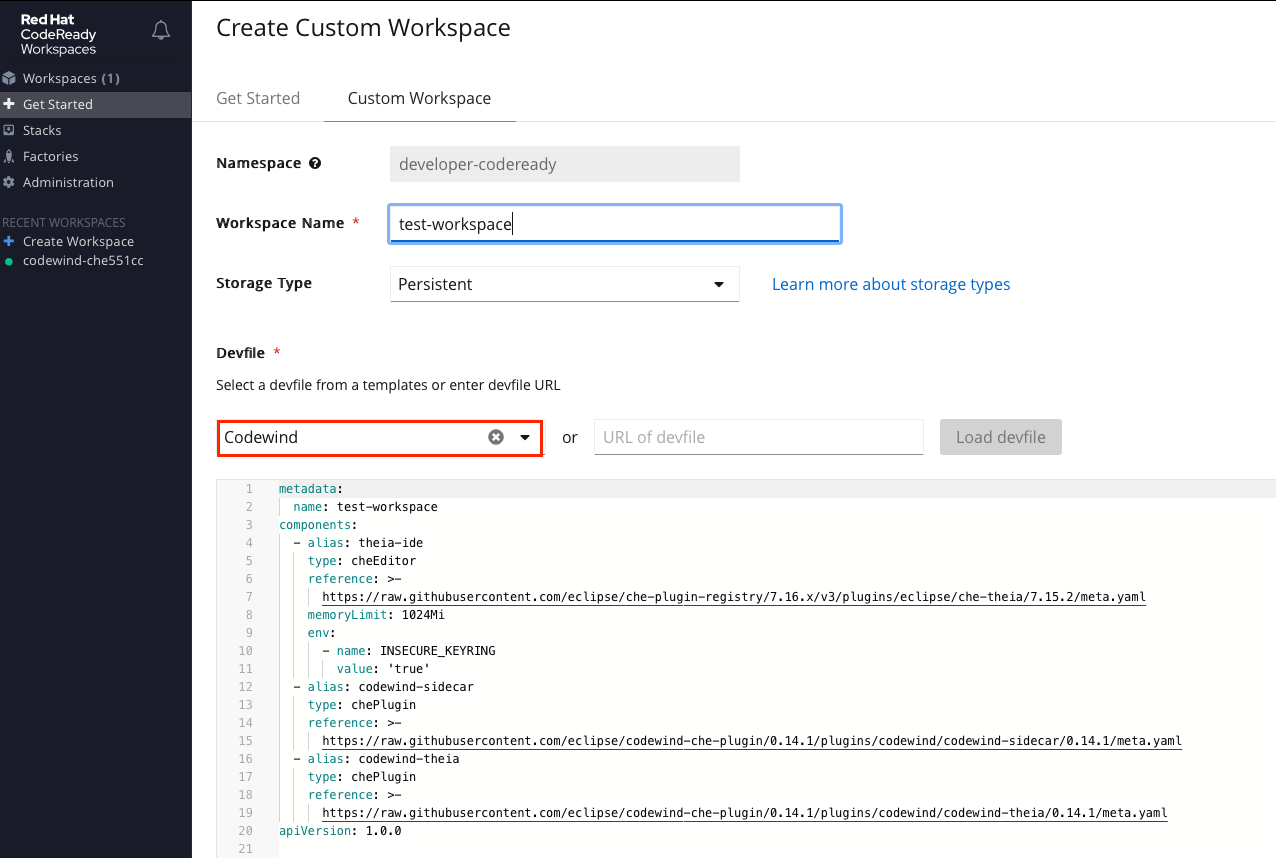 Red Hat
CodeReady
Workspaces
Workspaces (1)
Get Started
Stacks
Factories
Administration
RECENT WORKSPACES
Create Workspace
codewind-che551cc
Create Custom Workspace
Get Started
Custom Workspace
Namespace
developer-codeready
Workspace Name *
test-workspace
Storage Type
Persistent
Learn more about storage types
Devfile *
Select a devfile from a templates or enter devfile URL
Codewind
or
URL of devfile
Load devfile
1 metadata:
2   name: test-workspace
3 components:
4   - alias: theia-ide
5     type: cheEditor
6     reference: >-
7       https://raw.githubusercontent.com/eclipse/che-plugin-registry/7.16.x/v3/plugins/eclipse/che-theia/7.15.2/meta.yaml
8     memoryLimit: 1024Mi
9     env:
10       - name: INSECURE_KEYRING
11         value: 'true'
12   - alias: codewind-sidecar
13     type: chePlugin
14     reference: >-
15       https://raw.githubusercontent.com/eclipse/codewind-che-plugin/0.14.1/plugins/codewind/codewind-sidecar/0.14.1/meta.yaml
16   - alias: codewind-theia
17     type: chePlugin
18     reference: >-
19       https://raw.githubusercontent.com/eclipse/codewind-che-plugin/0.14.1/plugins/codewind/codewind-theia/0.14.1/meta.yaml
20 apiVersion: 1.0.0
21